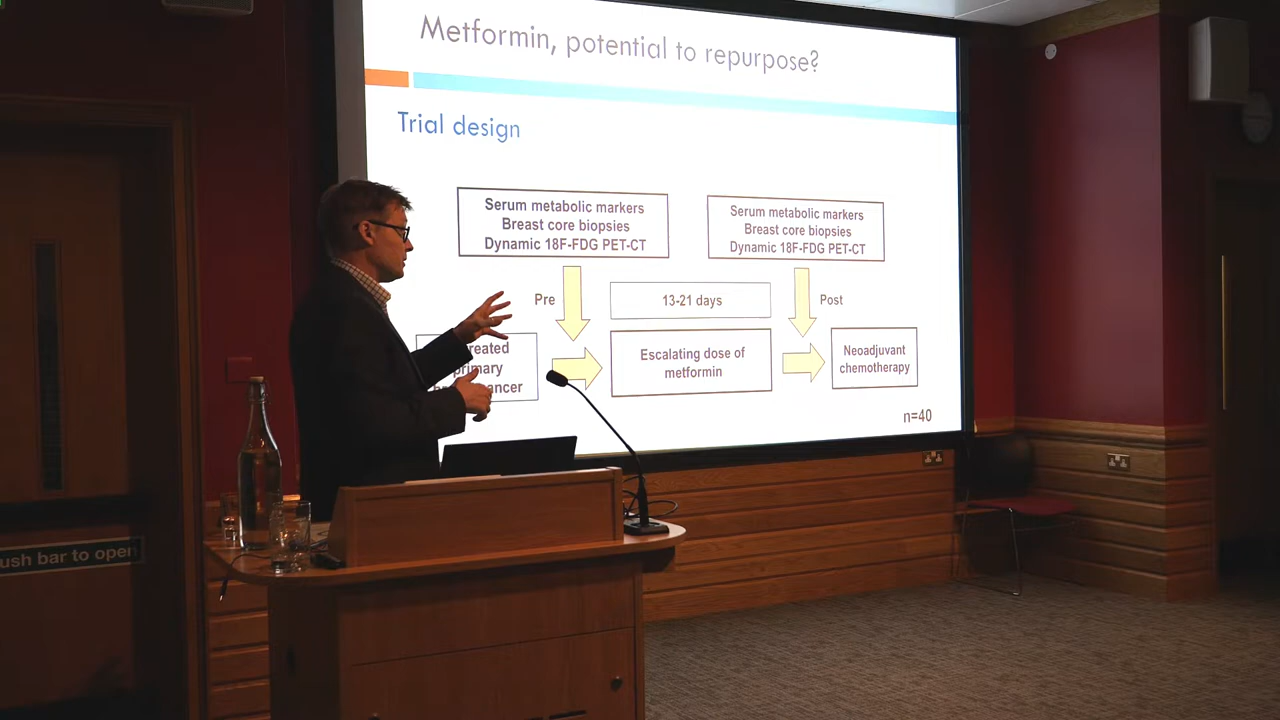 Metformin, potential to repurpose?
Trial design
Serum metabolic markers
Breast core biopsies
Dynamic 18F-FDG PET-CT
Serum metabolic markers
Breast core biopsies
Dynamic 18F-FDG PET-CT
Pre
13-21 days
Post
reated
primary
ancer
Escalating dose of
metformin
Neoadjuvant
chemotherapy
n=40
ush bar to open